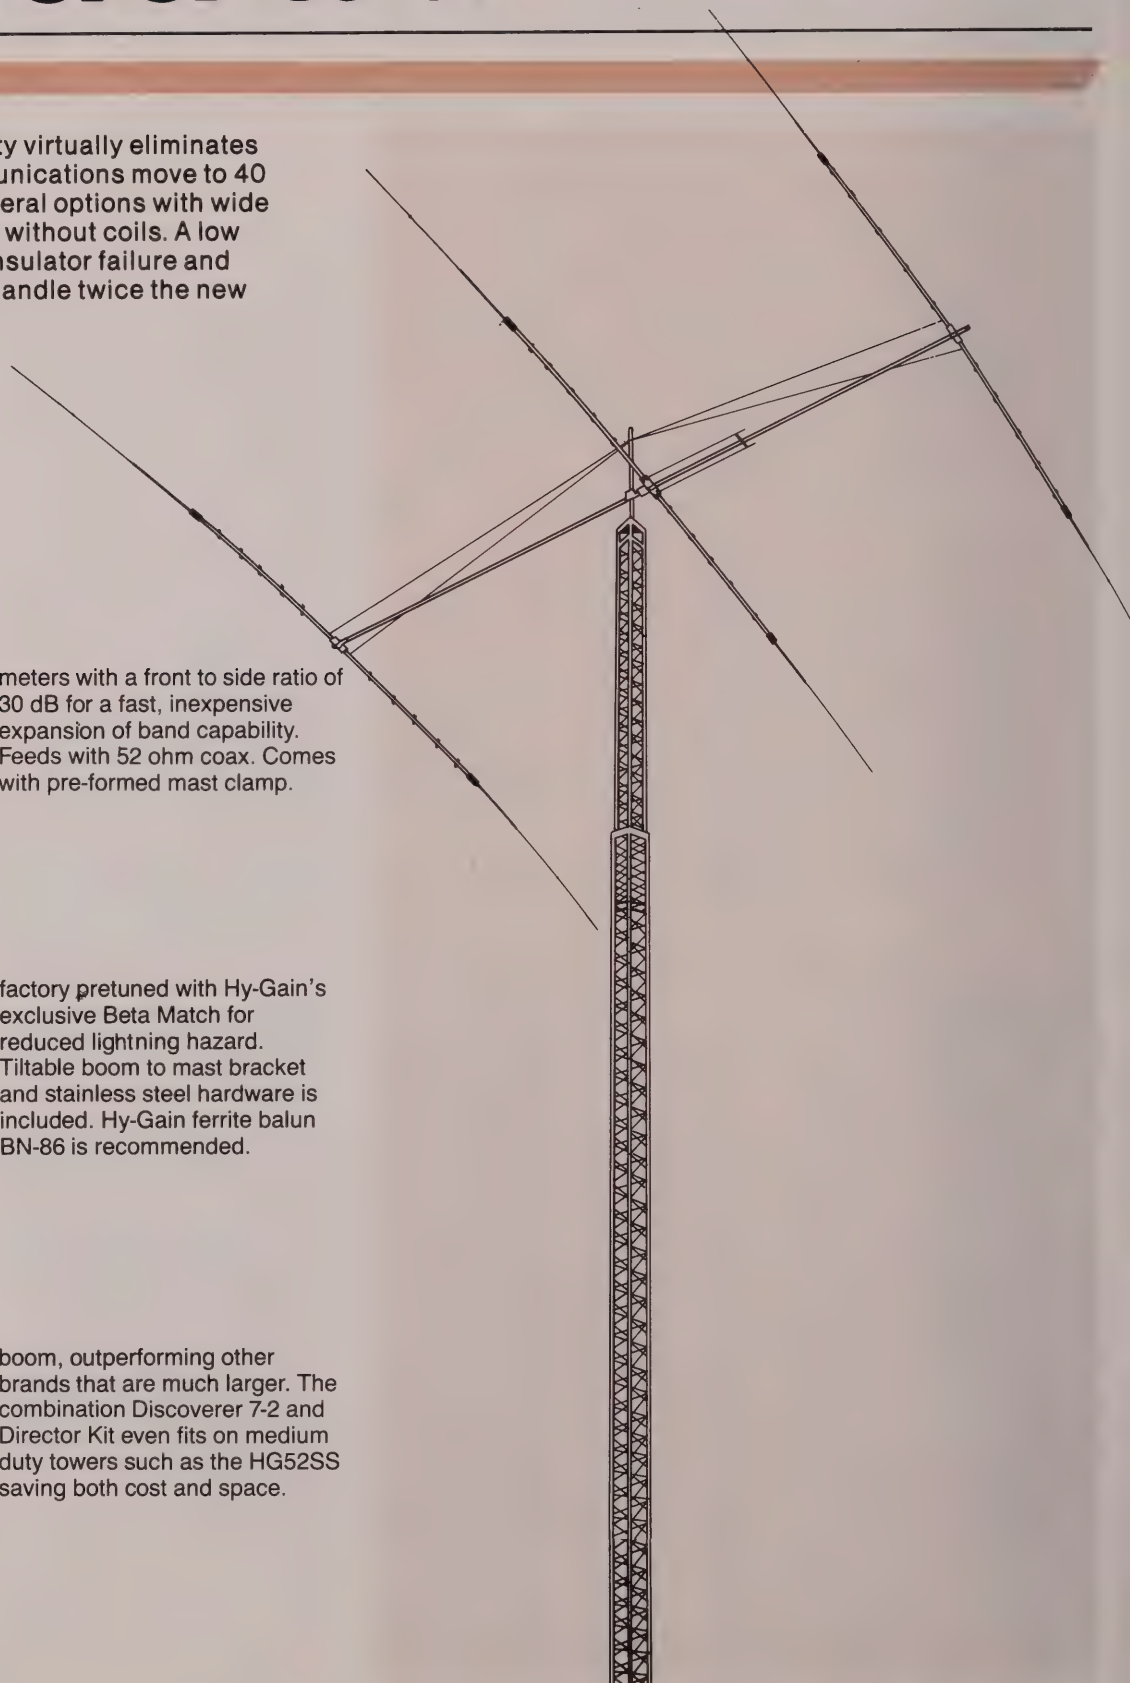 ty virtually eliminates
unications move to 40
eral options with wide
without coils. A low
nsulator failure and
andle twice the new
meters with a front to side ratio of
30 dB for a fast, inexpensive
expansion of band capability.
Feeds with 52 ohm coax. Comes
with pre-formed mast clamp.
factory pretuned with Hy-Gain's
exclusive Beta Match for
reduced lightning hazard.
Tiltable boom to mast bracket
and stainless steel hardware is
included. Hy-Gain ferrite balun
BN-86 is recommended.
boom, outperforming other
brands that are much larger. The
combination Discoverer 7-2 and
Director Kit even fits on medium
duty towers such as the HG52SS
saving both cost and space.